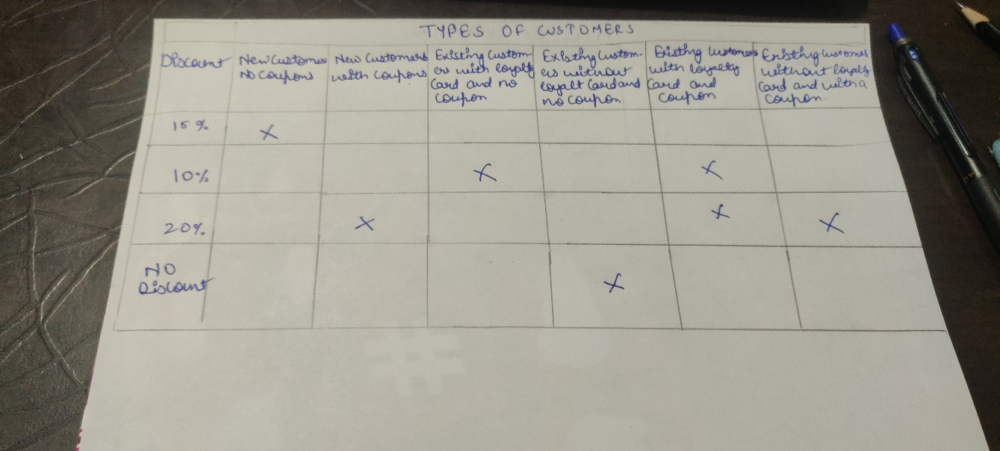 TYPES OF CUSTOMERS
Discount
New Customer
No coupons
New Customers
with coupons
Existing Custom-
ers with loyalty
Card and no
coupon
Existing Custom-
ers without
loyalt Card and
no coupon
Existing Customers
with loyalty
Card and
coupon
Existing Customer
without loyalty
Card and with a
coupon.
15%
X
10%
X
X
20%
X
X
X
NO
Discount
X